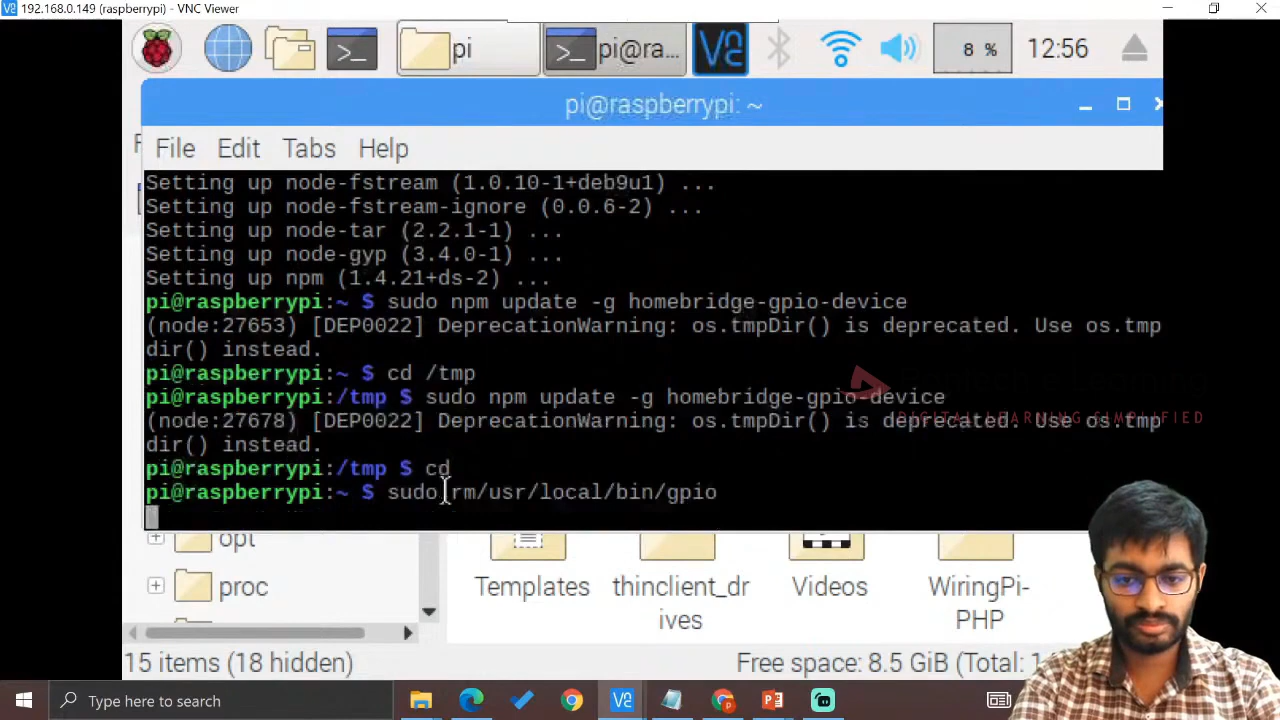 192.168.0.149 (raspberrypi) - VNC Viewer
pi
pi@ra...
8 %
12:56
pi@raspberrypi: ~
File Edit Tabs Help
Setting up node-fstream (1.0.10-1+deb9u1) ...
Setting up node-fstream-ignore (0.0.6-2) ...
Setting up node-tar (2.2.1-1) ...
Setting up node-gyp (3.4.0-1) ...
Setting up npm (1.4.21+ds-2) ...
pi@raspberrypi:~ $ sudo npm update -g homebridge-gpio-device
(node:27653) [DEP0022] DeprecationWarning: os.tmpDir() is deprecated. Use os.tmp
dir() instead.
pi@raspberrypi:~ $ cd /tmp
pi@raspberrypi:/tmp $ sudo npm update -g homebridge-gpio-device
(node:27678) [DEP0022] DeprecationWarning: os.tmpDir() is deprecated. Use os.tmp
dir() instead.
pi@raspberrypi:/tmp $ cd
pi@raspberrypi:~ $ sudo rm/usr/local/bin/gpio
DIGITAL LEARNING SIMPLIFIED
opt
proc
Templates
thinclient_dr
ives
Videos
WiringPi-
PHP
15 items (18 hidden)
Free space: 8.5 GiB (Total:
Type here to search